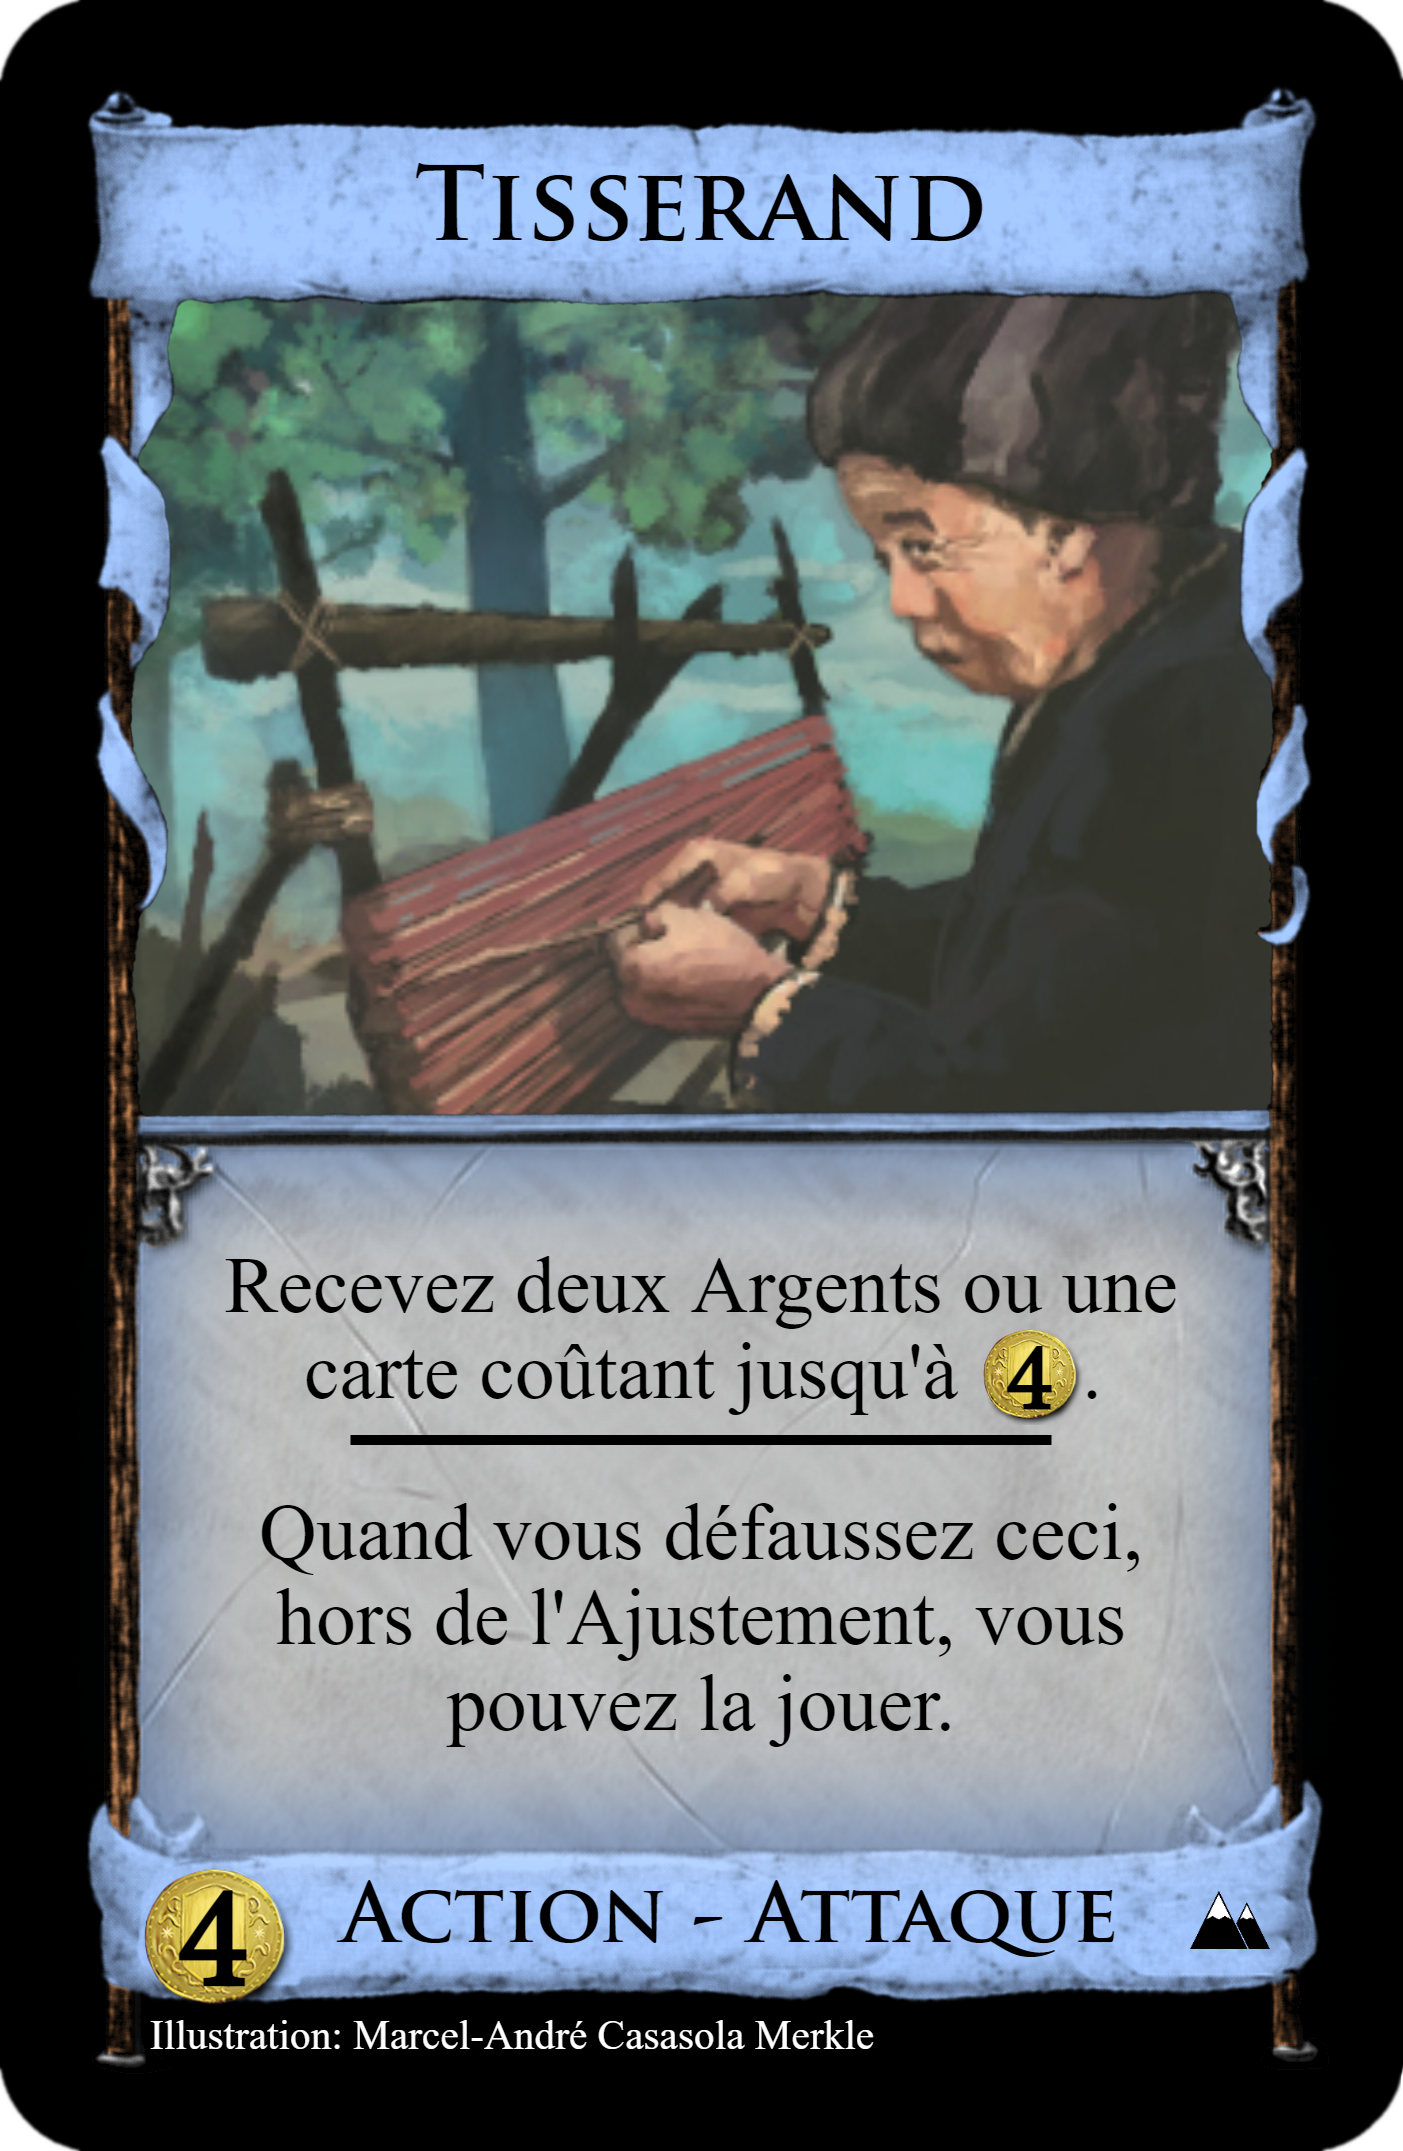 Tisserand
Recevez deux Argents ou une
carte coûtant jusqu'à 4.
Quand vous défaussez ceci,
hors de l'Ajustement, vous
pouvez la jouer.
4 Action - Attaque
Illustration: Marcel-André Casasola Merkle